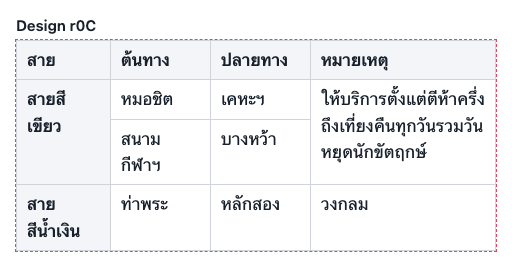 Design r0C
สาย ต้นทาง ปลายทาง หมายเหตุ
สายสี
เขียว
หมอชิต เคหะฯ
สนาม
กีฬาฯ
บางหว้า
ให้บริการตั้งแต่ตีห้าครึ่ง
ถึงเที่ยงคืนทุกวันรวมวัน
หยุดนักขัตฤกษ์
สาย
สีน้ำเงิน
ท่าพระ หลักสอง วงกลม